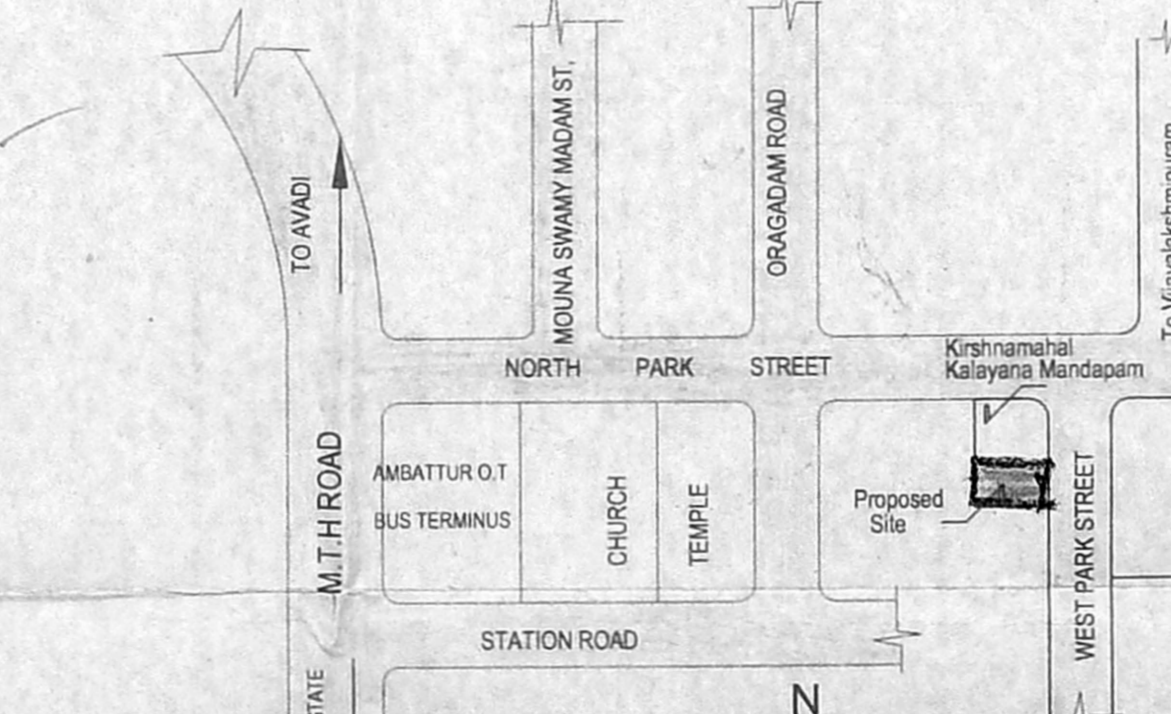 TO AVADI
MOUNA SWAMY MADAM ST,
ORAGADAM ROAD
NORTH PARK STREET
Kirshnamahal
Kalayana Mandapam
M.T.H ROAD
AMBATTUR O.T
BUS TERMINUS
CHURCH
TEMPLE
Proposed
Site
WEST PARK STREET
STATION ROAD
N